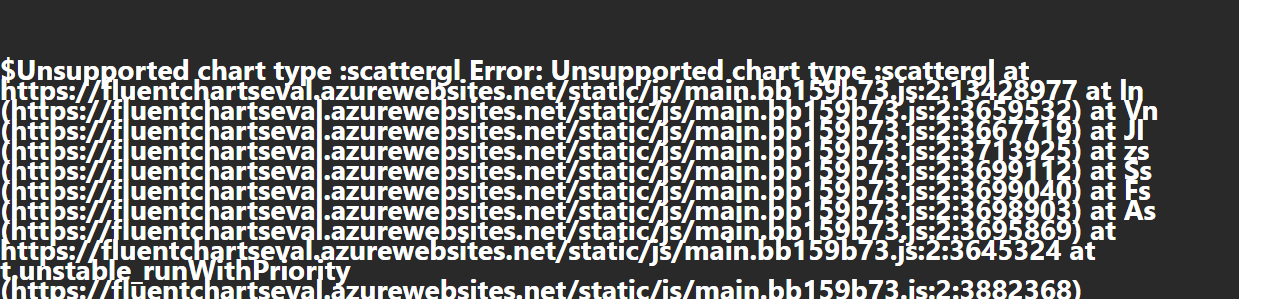 $Unsupported chart type :scattergl Error: Unsupported chart type :scattergl at
https://fluentchartseval.azurewebsites.net/static/js/main.bb159b73.js:2:13428977 at ln
(https://fluentchartseval.azurewebsites.net/static/js/main.bb159b73.js:2:3659532) at Vn
(https://fluentchartseval.azurewebsites.net/static/js/main.bb159b73.js:2:3667719) at Jl
(https://fluentchartseval.azurewebsites.net/static/js/main.bb159b73.js:2:3713925) at zs
(https://fluentchartseval.azurewebsites.net/static/js/main.bb159b73.js:2:3699112) at Ss
(https://fluentchartseval.azurewebsites.net/static/js/main.bb159b73.js:2:3699040) at Fs
(https://fluentchartseval.azurewebsites.net/static/js/main.bb159b73.js:2:3698903) at As
(https://fluentchartseval.azurewebsites.net/static/js/main.bb159b73.js:2:3695869) at
https://fluentchartseval.azurewebsites.net/static/js/main.bb159b73.js:2:3645324 at
t.unstable_runWithPriority
(https://fluentchartseval.azurewebsites.net/static/js/main.bb159b73.js:2:3882368)